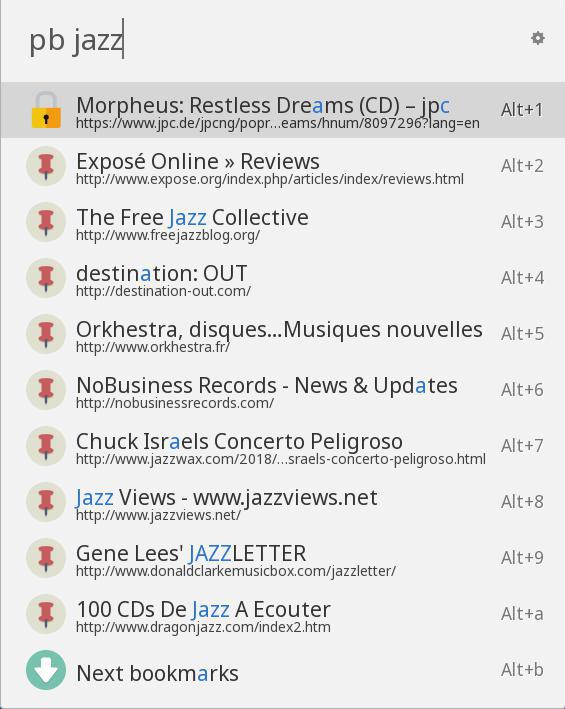 pb jazz
Morpheus: Restless Dreams (CD) – jpc Alt+1
https://www.jpc.de/jpcng/popr...eams/hnum/8097296?lang=en
Exposé Online » Reviews Alt+2
http://www.expose.org/index.php/articles/index/reviews.html
The Free Jazz Collective Alt+3
http://www.freejazzblog.org/
destination: OUT Alt+4
http://destination-out.com/
Orkhestra, disques...Musiques nouvelles Alt+5
http://www.orkhestra.fr/
NoBusiness Records - News & Updates Alt+6
http://nobusinessrecords.com/
Chuck Israels Concerto Peligroso Alt+7
http://www.jazzwax.com/2018/...sraels-concerto-peligroso.html
Jazz Views - www.jazzviews.net Alt+8
http://www.jazzviews.net/
Gene Lees' JAZZLETTER Alt+9
http://www.donaldclarkemusicbox.com/jazzletter/
100 CDs De Jazz A Ecouter Alt+a
http://www.dragonjazz.com/index2.htm
Next bookmarks Alt+b